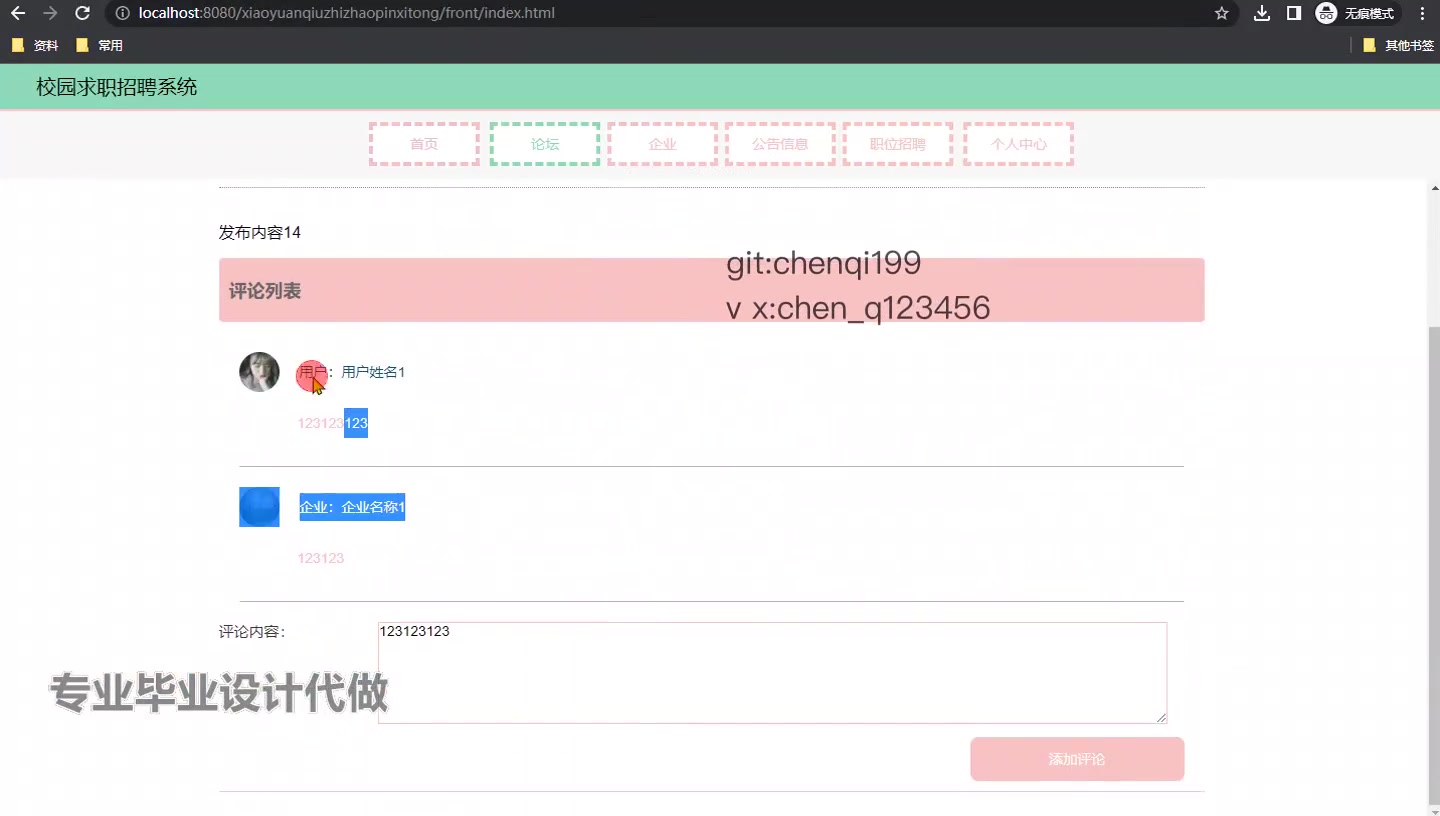 localhost:8080/xiaoyuanqiuzhizhaopinxitong/front/index.html
无痕模式
资料
常用
其他书签
校园求职招聘系统
首页
论坛
企业
公告信息
职位招聘
个人中心
发布内容14
git:chenqi199
评论列表
v x:chen_q123456
用户：用户姓名1
123123123
企业：企业名称1
123123
评论内容：
123123123
专业毕业设计代做
添加评论